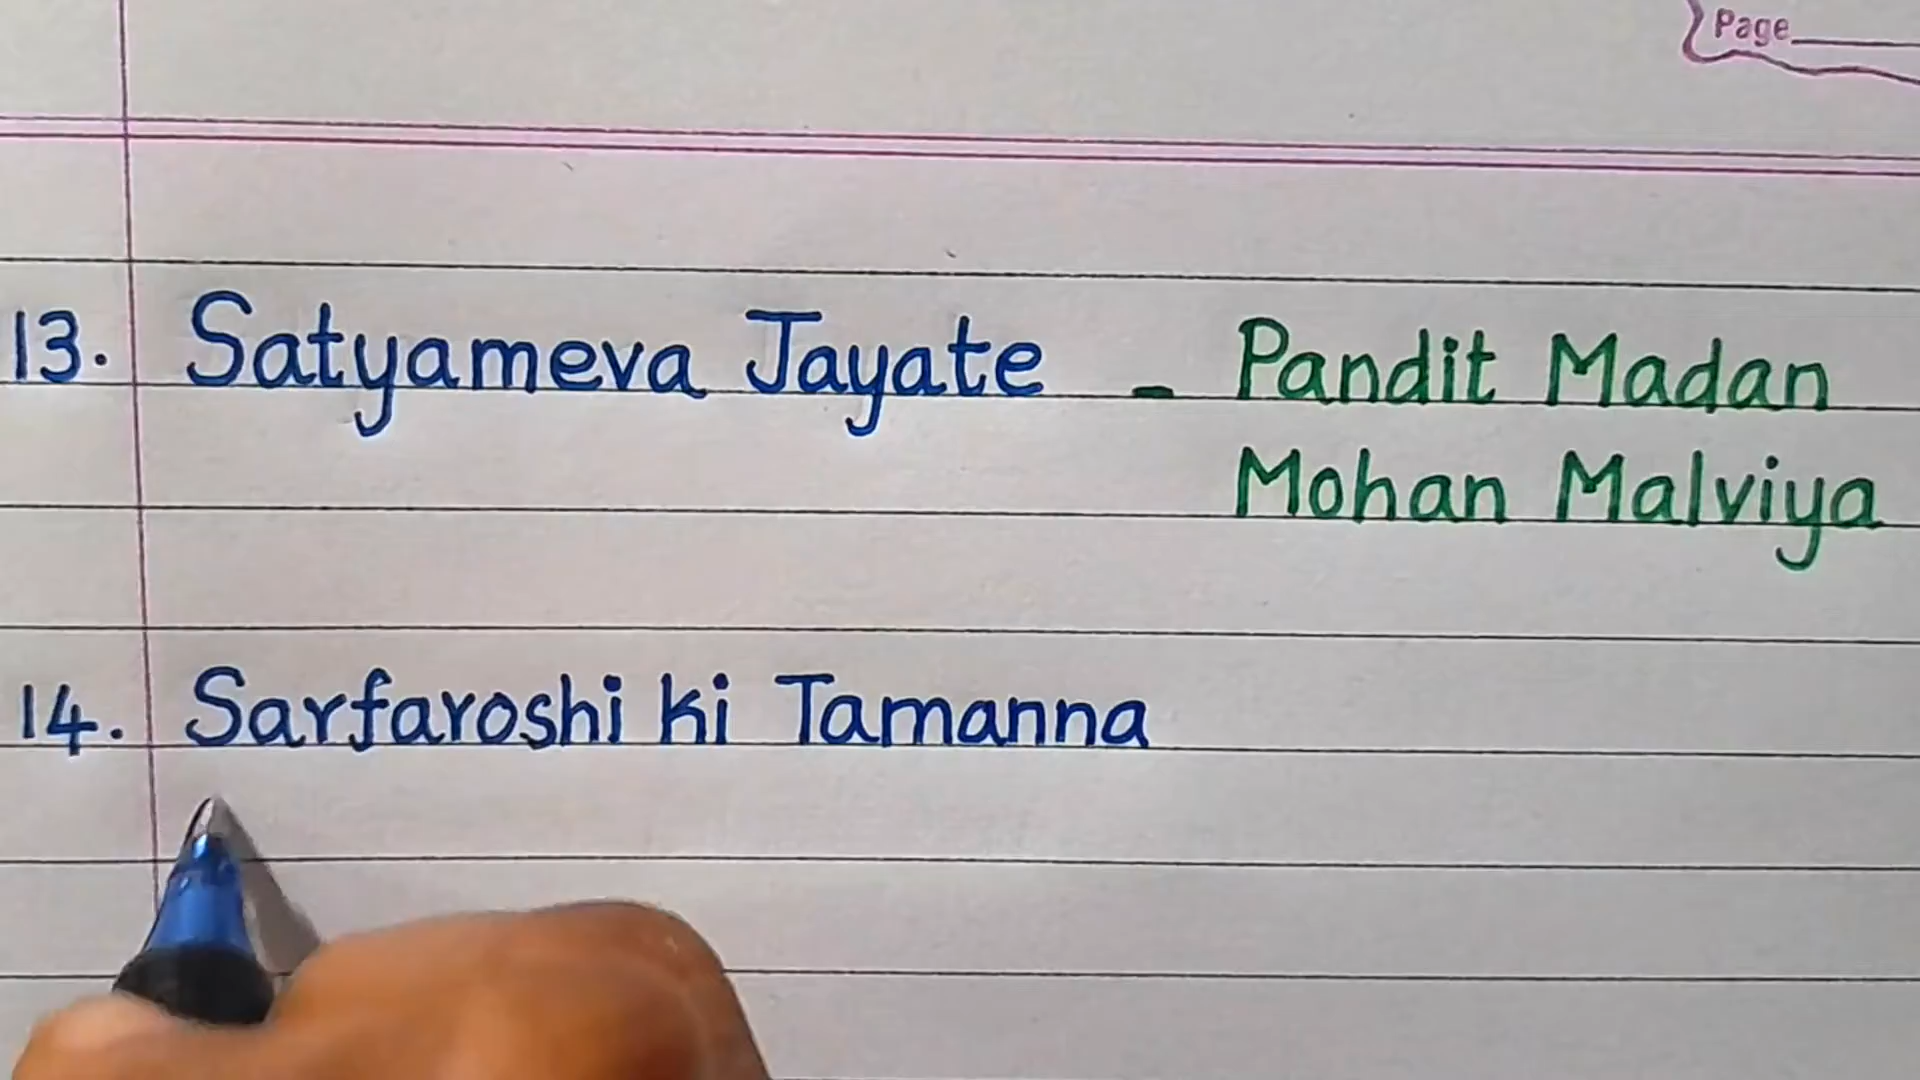 Page
13. Satyameva Jayate - Pandit Madan
Mohan Malviya
14. Sarfaroshi ki Tamanna